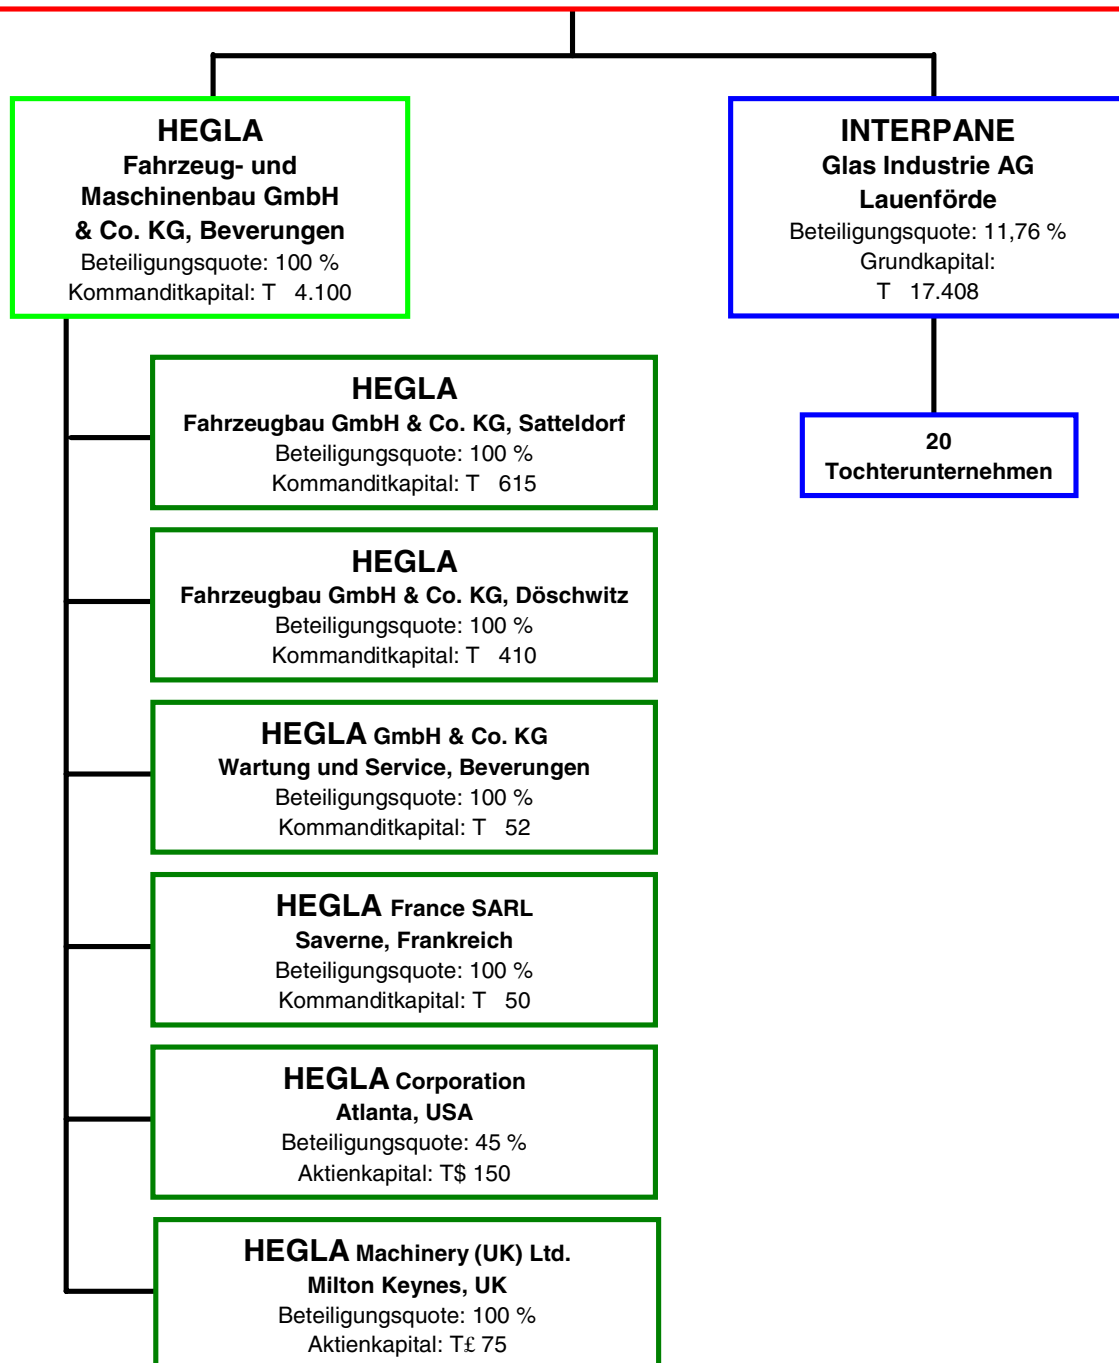 HEGLA
Fahrzeug- und
Maschinenbau GmbH
& Co. KG, Beverungen
Beteiligungsquote: 100 %
Kommanditkapital: T 4.100
INTERPANE
Glas Industrie AG
Lauenförde
Beteiligungsquote: 11,76 %
Grundkapital:
T 17.408
20
Tochterunternehmen
HEGLA
Fahrzeugbau GmbH & Co. KG, Satteldorf
Beteiligungsquote: 100 %
Kommanditkapital: T 615
HEGLA
Fahrzeugbau GmbH & Co. KG, Döschwitz
Beteiligungsquote: 100 %
Kommanditkapital: T 410
HEGLA GmbH & Co. KG
Wartung und Service, Beverungen
Beteiligungsquote: 100 %
Kommanditkapital: T 52
HEGLA France SARL
Saverne, Frankreich
Beteiligungsquote: 100 %
Kommanditkapital: T 50
HEGLA Corporation
Atlanta, USA
Beteiligungsquote: 45 %
Aktienkapital: T$ 150
HEGLA Machinery (UK) Ltd.
Milton Keynes, UK
Beteiligungsquote: 100 %
Aktienkapital: T£ 75